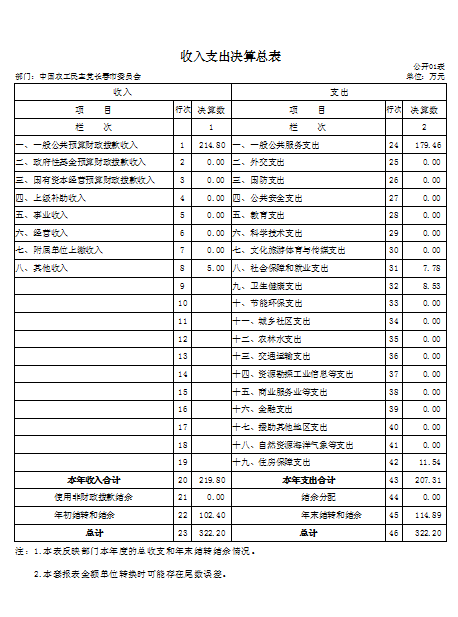 收入支出决算总表
公开01表
部门：中国农工民主党长春市委员会 单位：万元
收入 支出
项 目 行次 决算数 项 目 行次 决算数
栏 次 1 栏 次 2
一、一般公共预算财政拨款收入 1 214.80 一、一般公共服务支出 24 179.46
二、政府性基金预算财政拨款收入 2 0.00 二、外交支出 25 0.00
三、国有资本经营预算财政拨款收入 3 0.00 三、国防支出 26 0.00
四、上级补助收入 4 0.00 四、公共安全支出 27 0.00
五、事业收入 5 0.00 五、教育支出 28 0.00
六、经营收入 6 0.00 六、科学技术支出 29 0.00
七、附属单位上缴收入 7 0.00 七、文化旅游体育与传媒支出 30 0.00
八、其他收入 8 5.00 八、社会保障和就业支出 31 7.78
9 九、卫生健康支出 32 8.53
10 十、节能环保支出 33 0.00
11 十一、城乡社区支出 34 0.00
12 十二、农林水支出 35 0.00
13 十三、交通运输支出 36 0.00
14 十四、资源勘探工业信息等支出 37 0.00
15 十五、商业服务业等支出 38 0.00
16 十六、金融支出 39 0.00
17 十七、援助其他地区支出 40 0.00
18 十八、自然资源海洋气象等支出 41 0.00
19 十九、住房保障支出 42 11.54
本年收入合计 20 219.80 本年支出合计 43 207.31
使用非财政拨款结余 21 0.00 结余分配 44 0.00
年初结转和结余 22 102.40 年末结转和结余 45 114.89
总计 23 322.20 总计 46 322.20
注：1.本表反映部门本年度的总收支和年末结转结余情况。
2.本套报表金额单位转换时可能存在尾数误差。